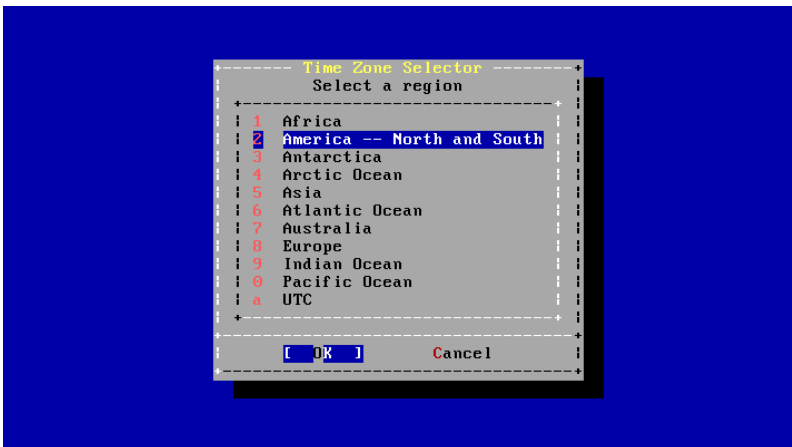 Time Zone Selector
Select a region
1 Africa
2 America -- North and South
3 Antarctica
4 Arctic Ocean
5 Asia
6 Atlantic Ocean
7 Australia
8 Europe
9 Indian Ocean
0 Pacific Ocean
a UTC
[ OK ] Cancel